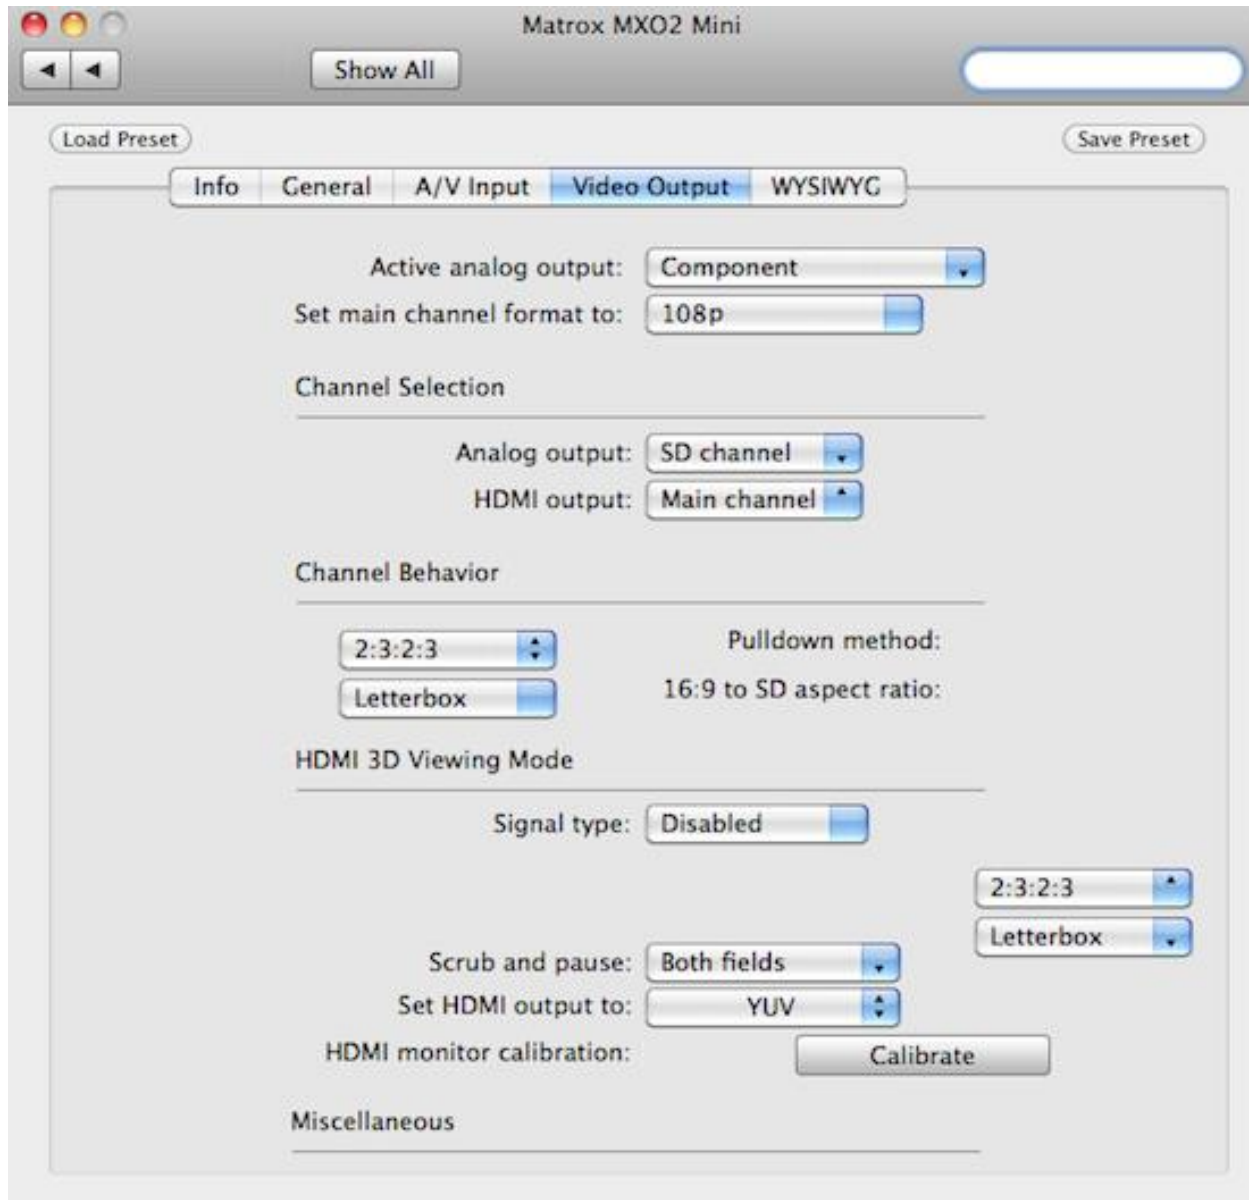 Matrox MXO2 Mini
Show All
Load Preset
Save Preset
Info General A/V Input Video Output WYSIWYG
Active analog output: Component
Set main channel format to: 108p
Channel Selection
Analog output: SD channel
HDMI output: Main channel
Channel Behavior
2:3:2:3 Pulldown method:
Letterbox 16:9 to SD aspect ratio:
HDMI 3D Viewing Mode
Signal type: Disabled
2:3:2:3
Letterbox
Scrub and pause: Both fields
Set HDMI output to: YUV
HDMI monitor calibration: Calibrate
Miscellaneous